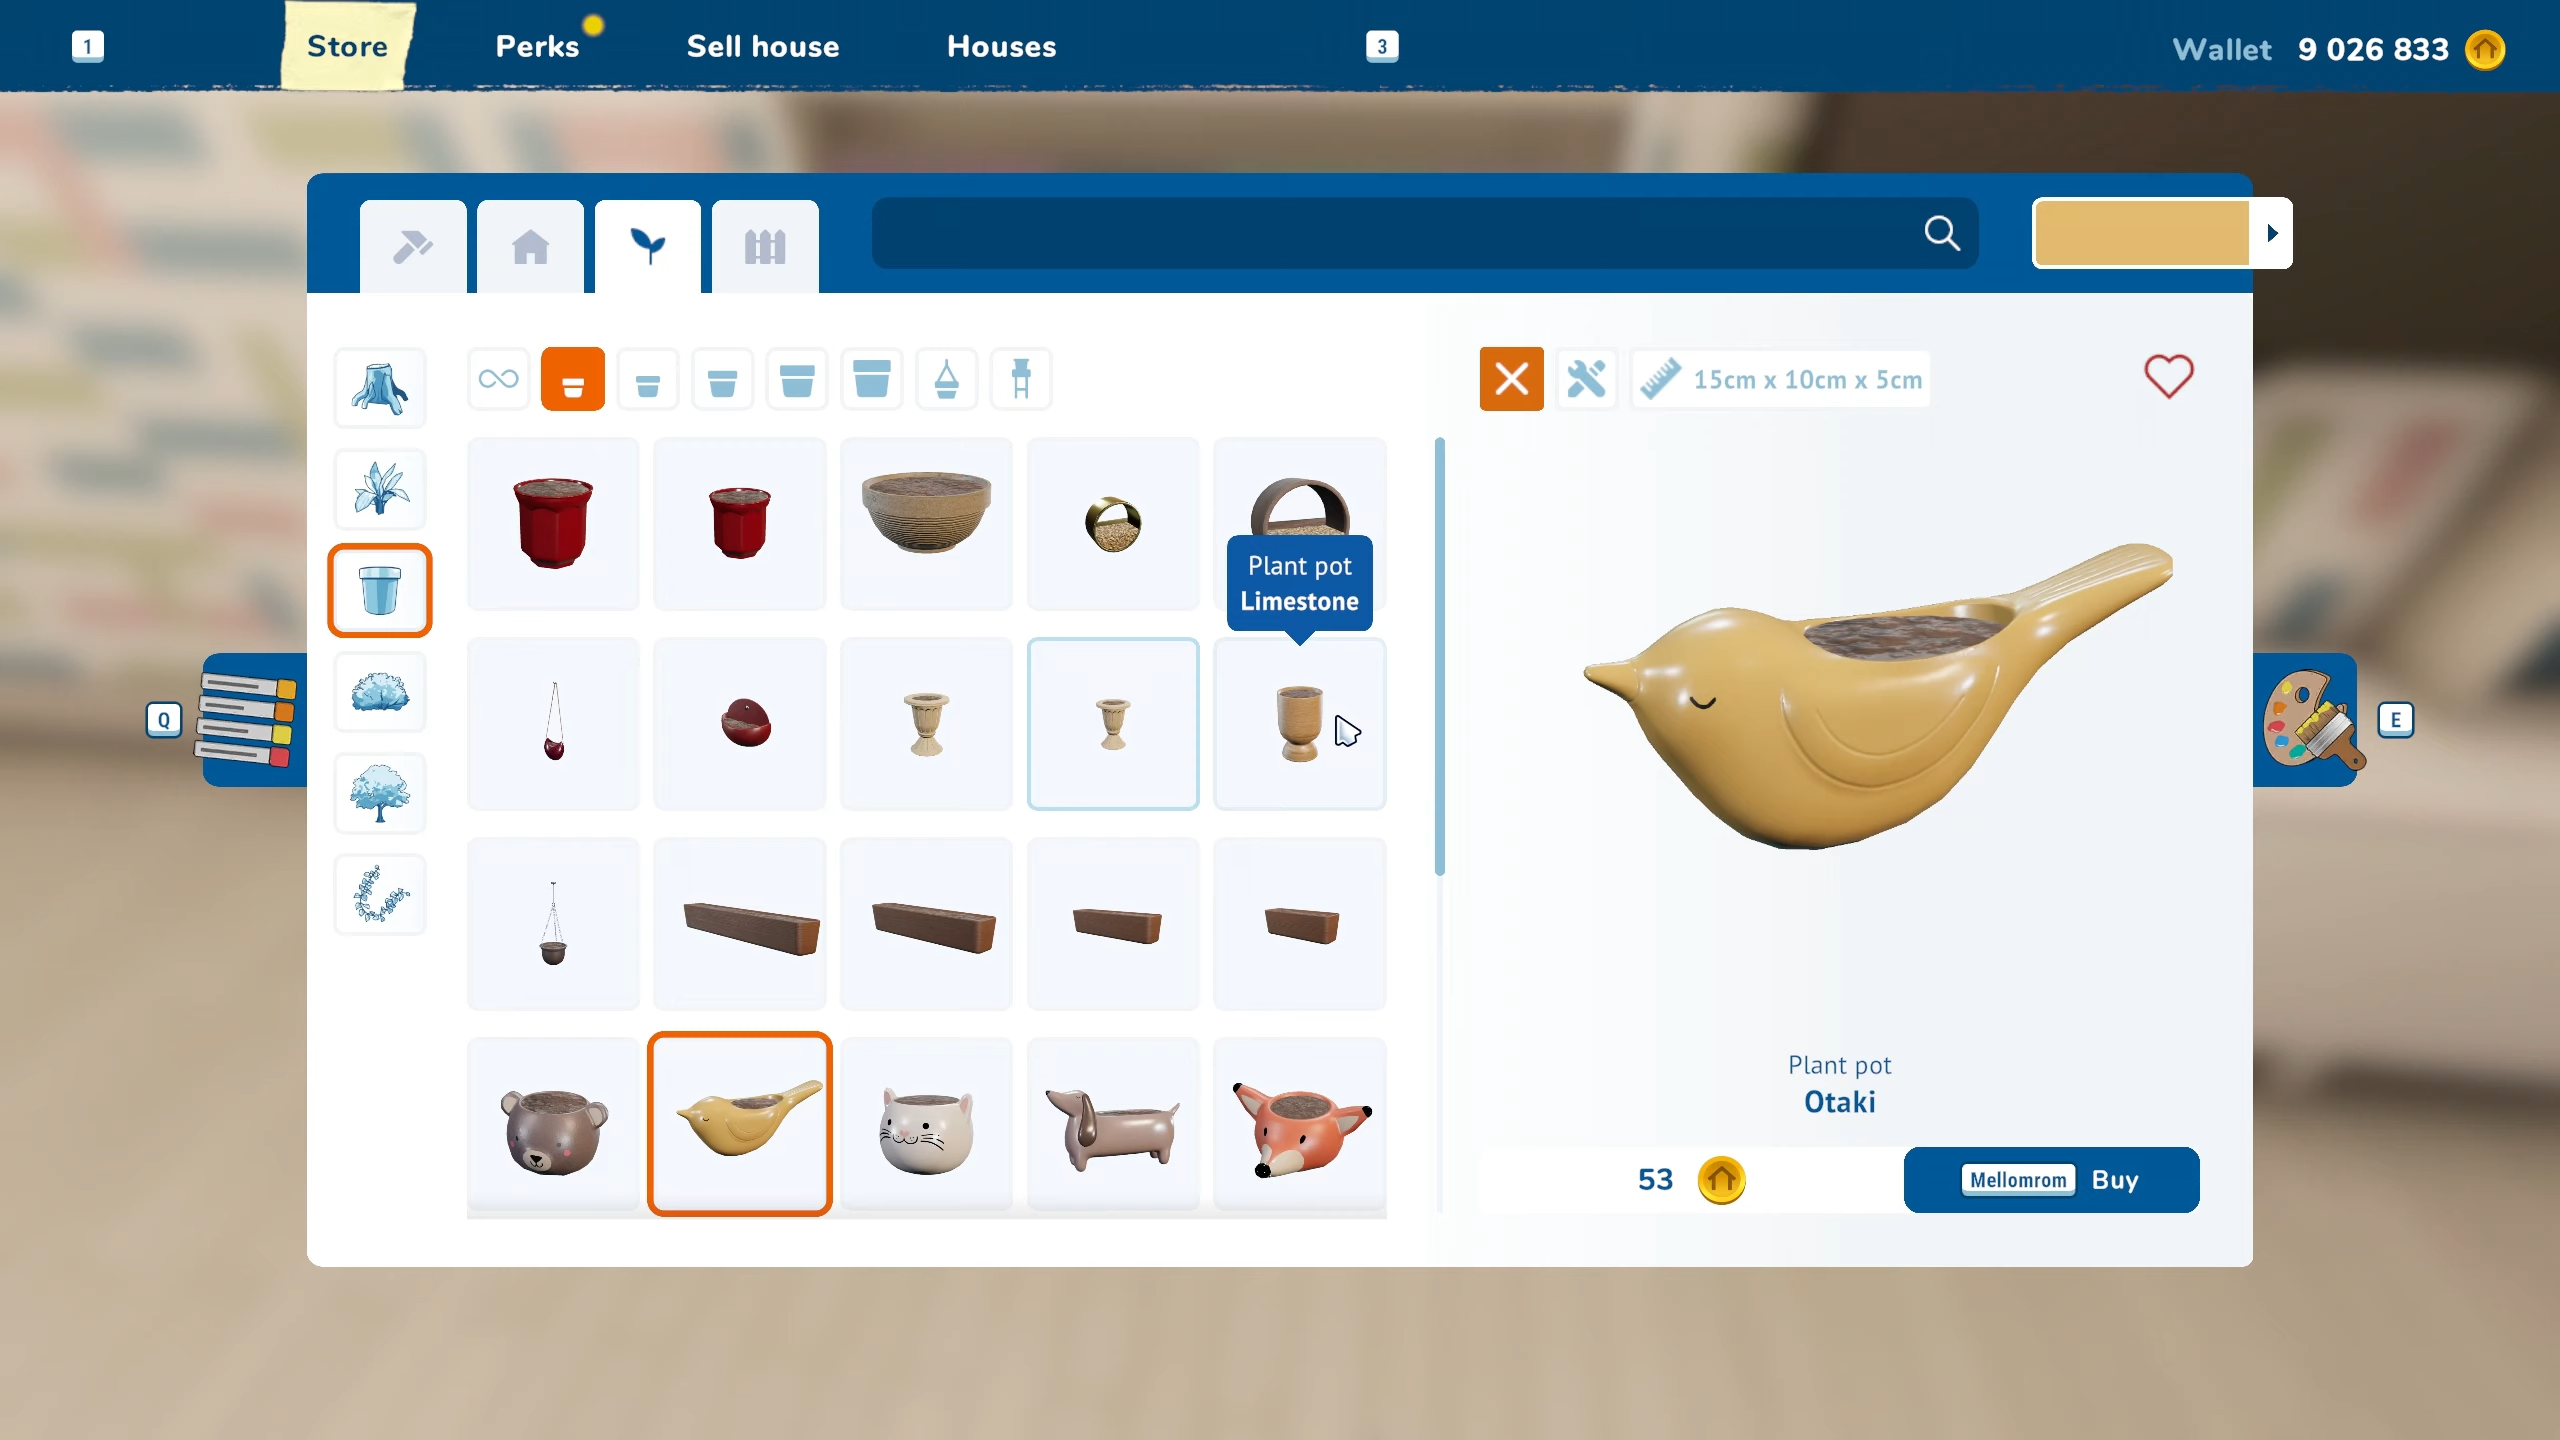 1
Store
Perks
Sell house
Houses
3
Wallet 9 026 833
15cm x 10cm x 5cm
Plant pot
Limestone
Q
E
Plant pot
Otaki
53
Mellomrom Buy